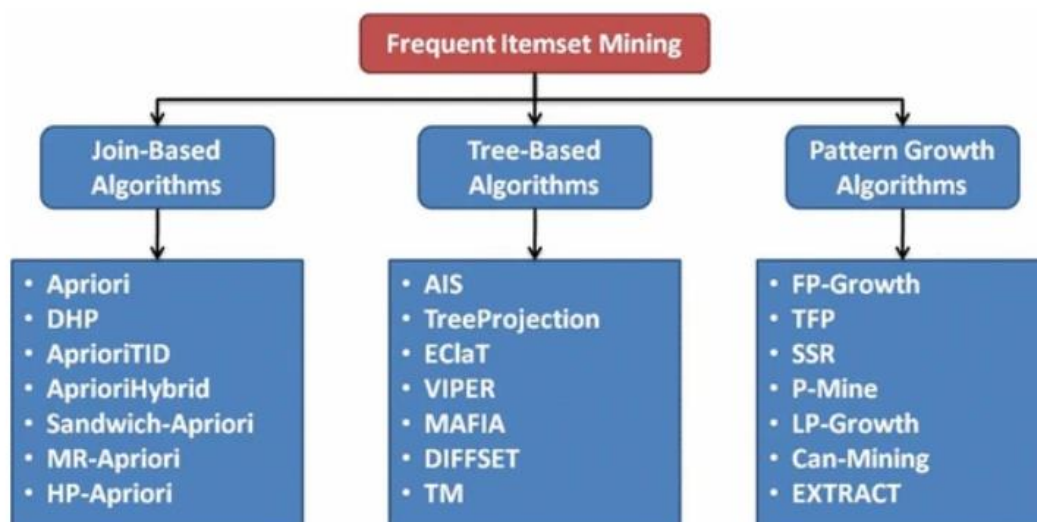 Frequent Itemset Mining
Join-Based
Algorithms
Tree-Based
Algorithms
Pattern Growth
Algorithms
• Apriori
• DHP
• AprioriTID
• AprioriHybrid
• Sandwich-Apriori
• MR-Apriori
• HP-Apriori
• AIS
• TreeProjection
• EClaT
• VIPER
• MAFIA
• DIFFSET
• TM
• FP-Growth
• TFP
• SSR
• P-Mine
• LP-Growth
• Can-Mining
• EXTRACT